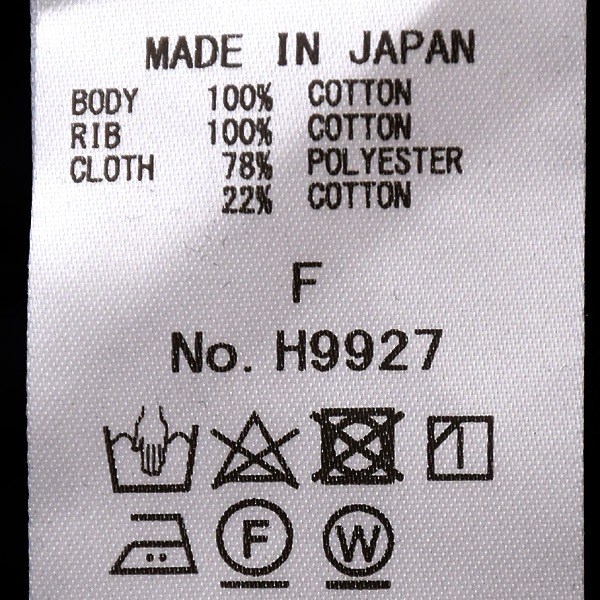 MADE IN JAPAN
BODY 100% COTTON
RIB 100% COTTON
CLOTH 78% POLYESTER
22% COTTON
F
No. H9927
F W